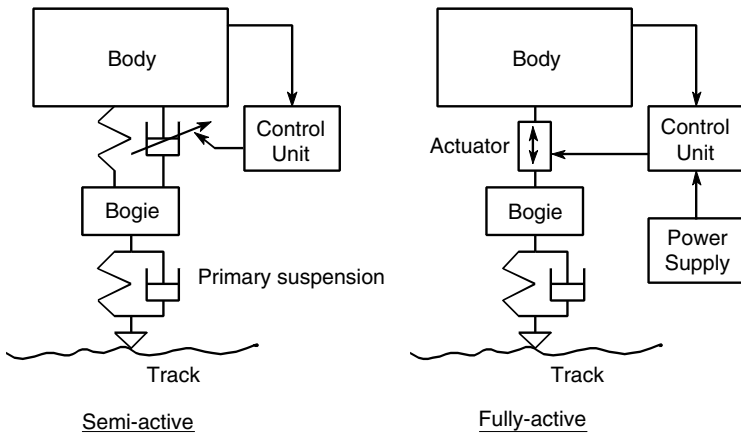 Body
Control
Unit
Bogie
Primary suspension
Track
Semi-active
Body
Actuator
Control
Unit
Bogie
Power
Supply
Track
Fully-active